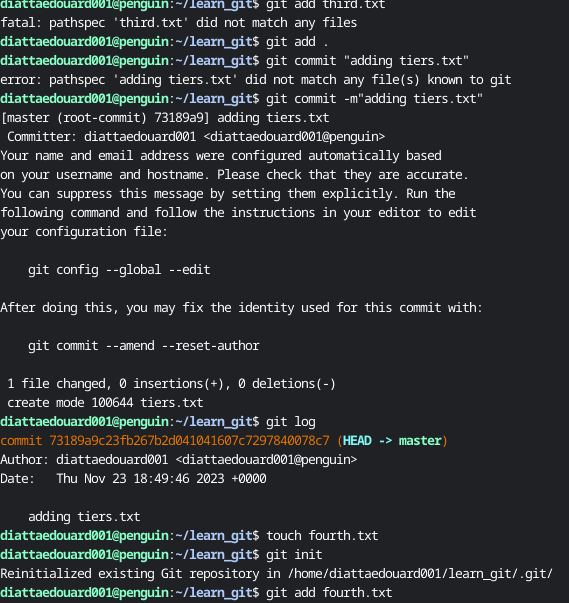 diattaedouard001@penguin:~/learn_git$ git add third.txt
fatal: pathspec 'third.txt' did not match any files
diattaedouard001@penguin:~/learn_git$ git add .
diattaedouard001@penguin:~/learn_git$ git commit "adding tiers.txt"
error: pathspec 'adding tiers.txt' did not match any file(s) known to git
diattaedouard001@penguin:~/learn_git$ git commit -m"adding tiers.txt"
[master (root-commit) 73189a9] adding tiers.txt
 Committer: diattaedouard001 <diattaedouard001@penguin>
Your name and email address were configured automatically based
on your username and hostname. Please check that they are accurate.
You can suppress this message by setting them explicitly. Run the
following command and follow the instructions in your editor to edit
your configuration file:

    git config --global --edit

After doing this, you may fix the identity used for this commit with:

    git commit --amend --reset-author

 1 file changed, 0 insertions(+), 0 deletions(-)
 create mode 100644 tiers.txt
diattaedouard001@penguin:~/learn_git$ git log
commit 73189a9c23fb267b2d041041607c7297840078c7 (HEAD -> master)
Author: diattaedouard001 <diattaedouard001@penguin>
Date:   Thu Nov 23 18:49:46 2023 +0000

    adding tiers.txt
diattaedouard001@penguin:~/learn_git$ touch fourth.txt
diattaedouard001@penguin:~/learn_git$ git init
Reinitialized existing Git repository in /home/diattaedouard001/learn_git/.git/
diattaedouard001@penguin:~/learn_git$ git add fourth.txt